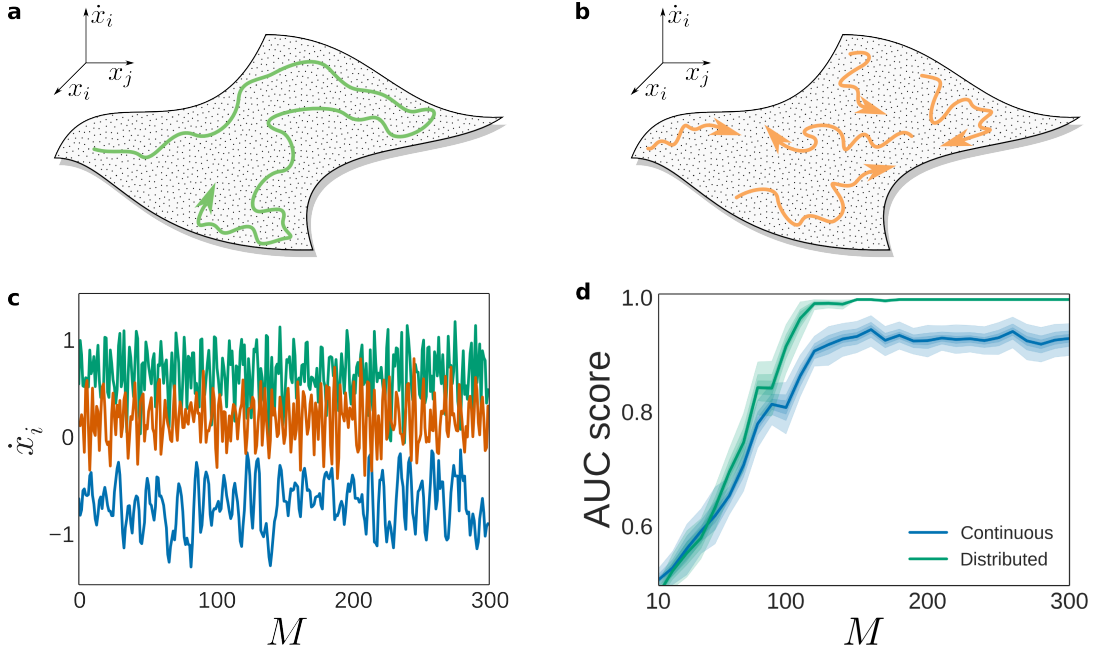 a
ẋᵢ
xⱼ
xᵢ
b
ẋᵢ
xⱼ
xᵢ
c
1
0
−1
ẋᵢ
0
100
200
300
M
d
1.0
0.8
0.6
AUC score
Continuous
Distributed
10
100
200
300
M